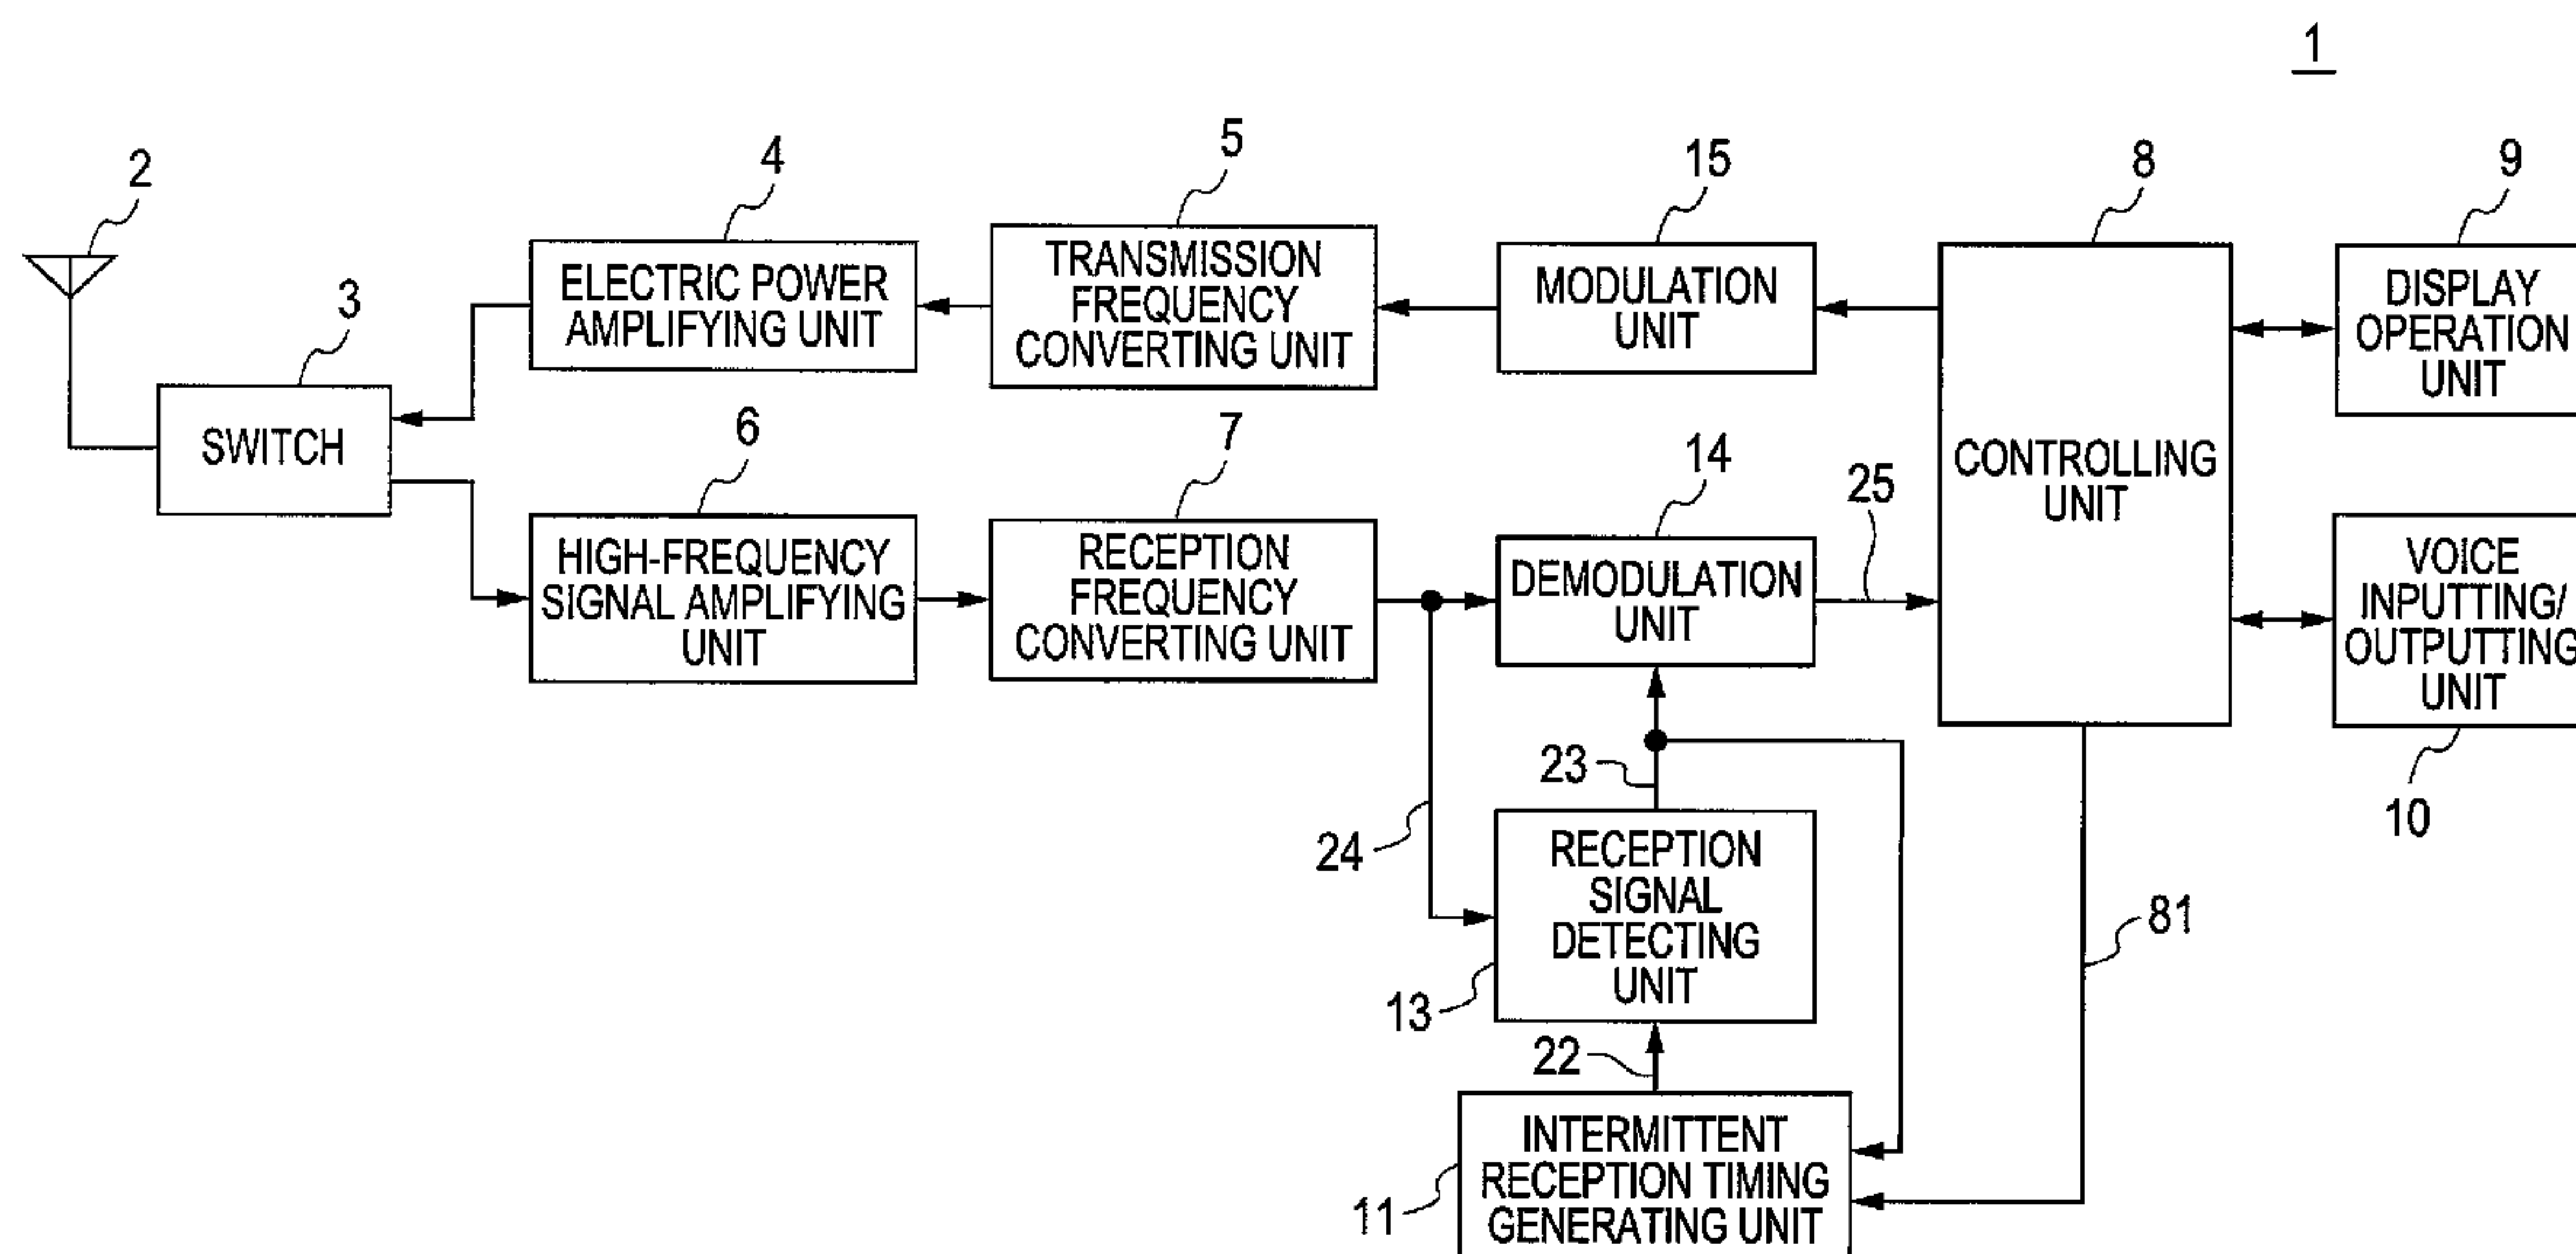 1
2
3
SWITCH
4
ELECTRIC POWER
AMPLIFYING UNIT
5
TRANSMISSION
FREQUENCY
CONVERTING UNIT
15
MODULATION
UNIT
8
CONTROLLING
UNIT
9
DISPLAY
OPERATION
UNIT
6
HIGH-FREQUENCY
SIGNAL AMPLIFYING
UNIT
7
RECEPTION
FREQUENCY
CONVERTING UNIT
14
DEMODULATION
UNIT
25
VOICE
INPUTTING/
OUTPUTTING
UNIT
10
23
24
RECEPTION
SIGNAL
DETECTING
UNIT
13
81
22
INTERMITTENT
RECEPTION TIMING
GENERATING UNIT
11